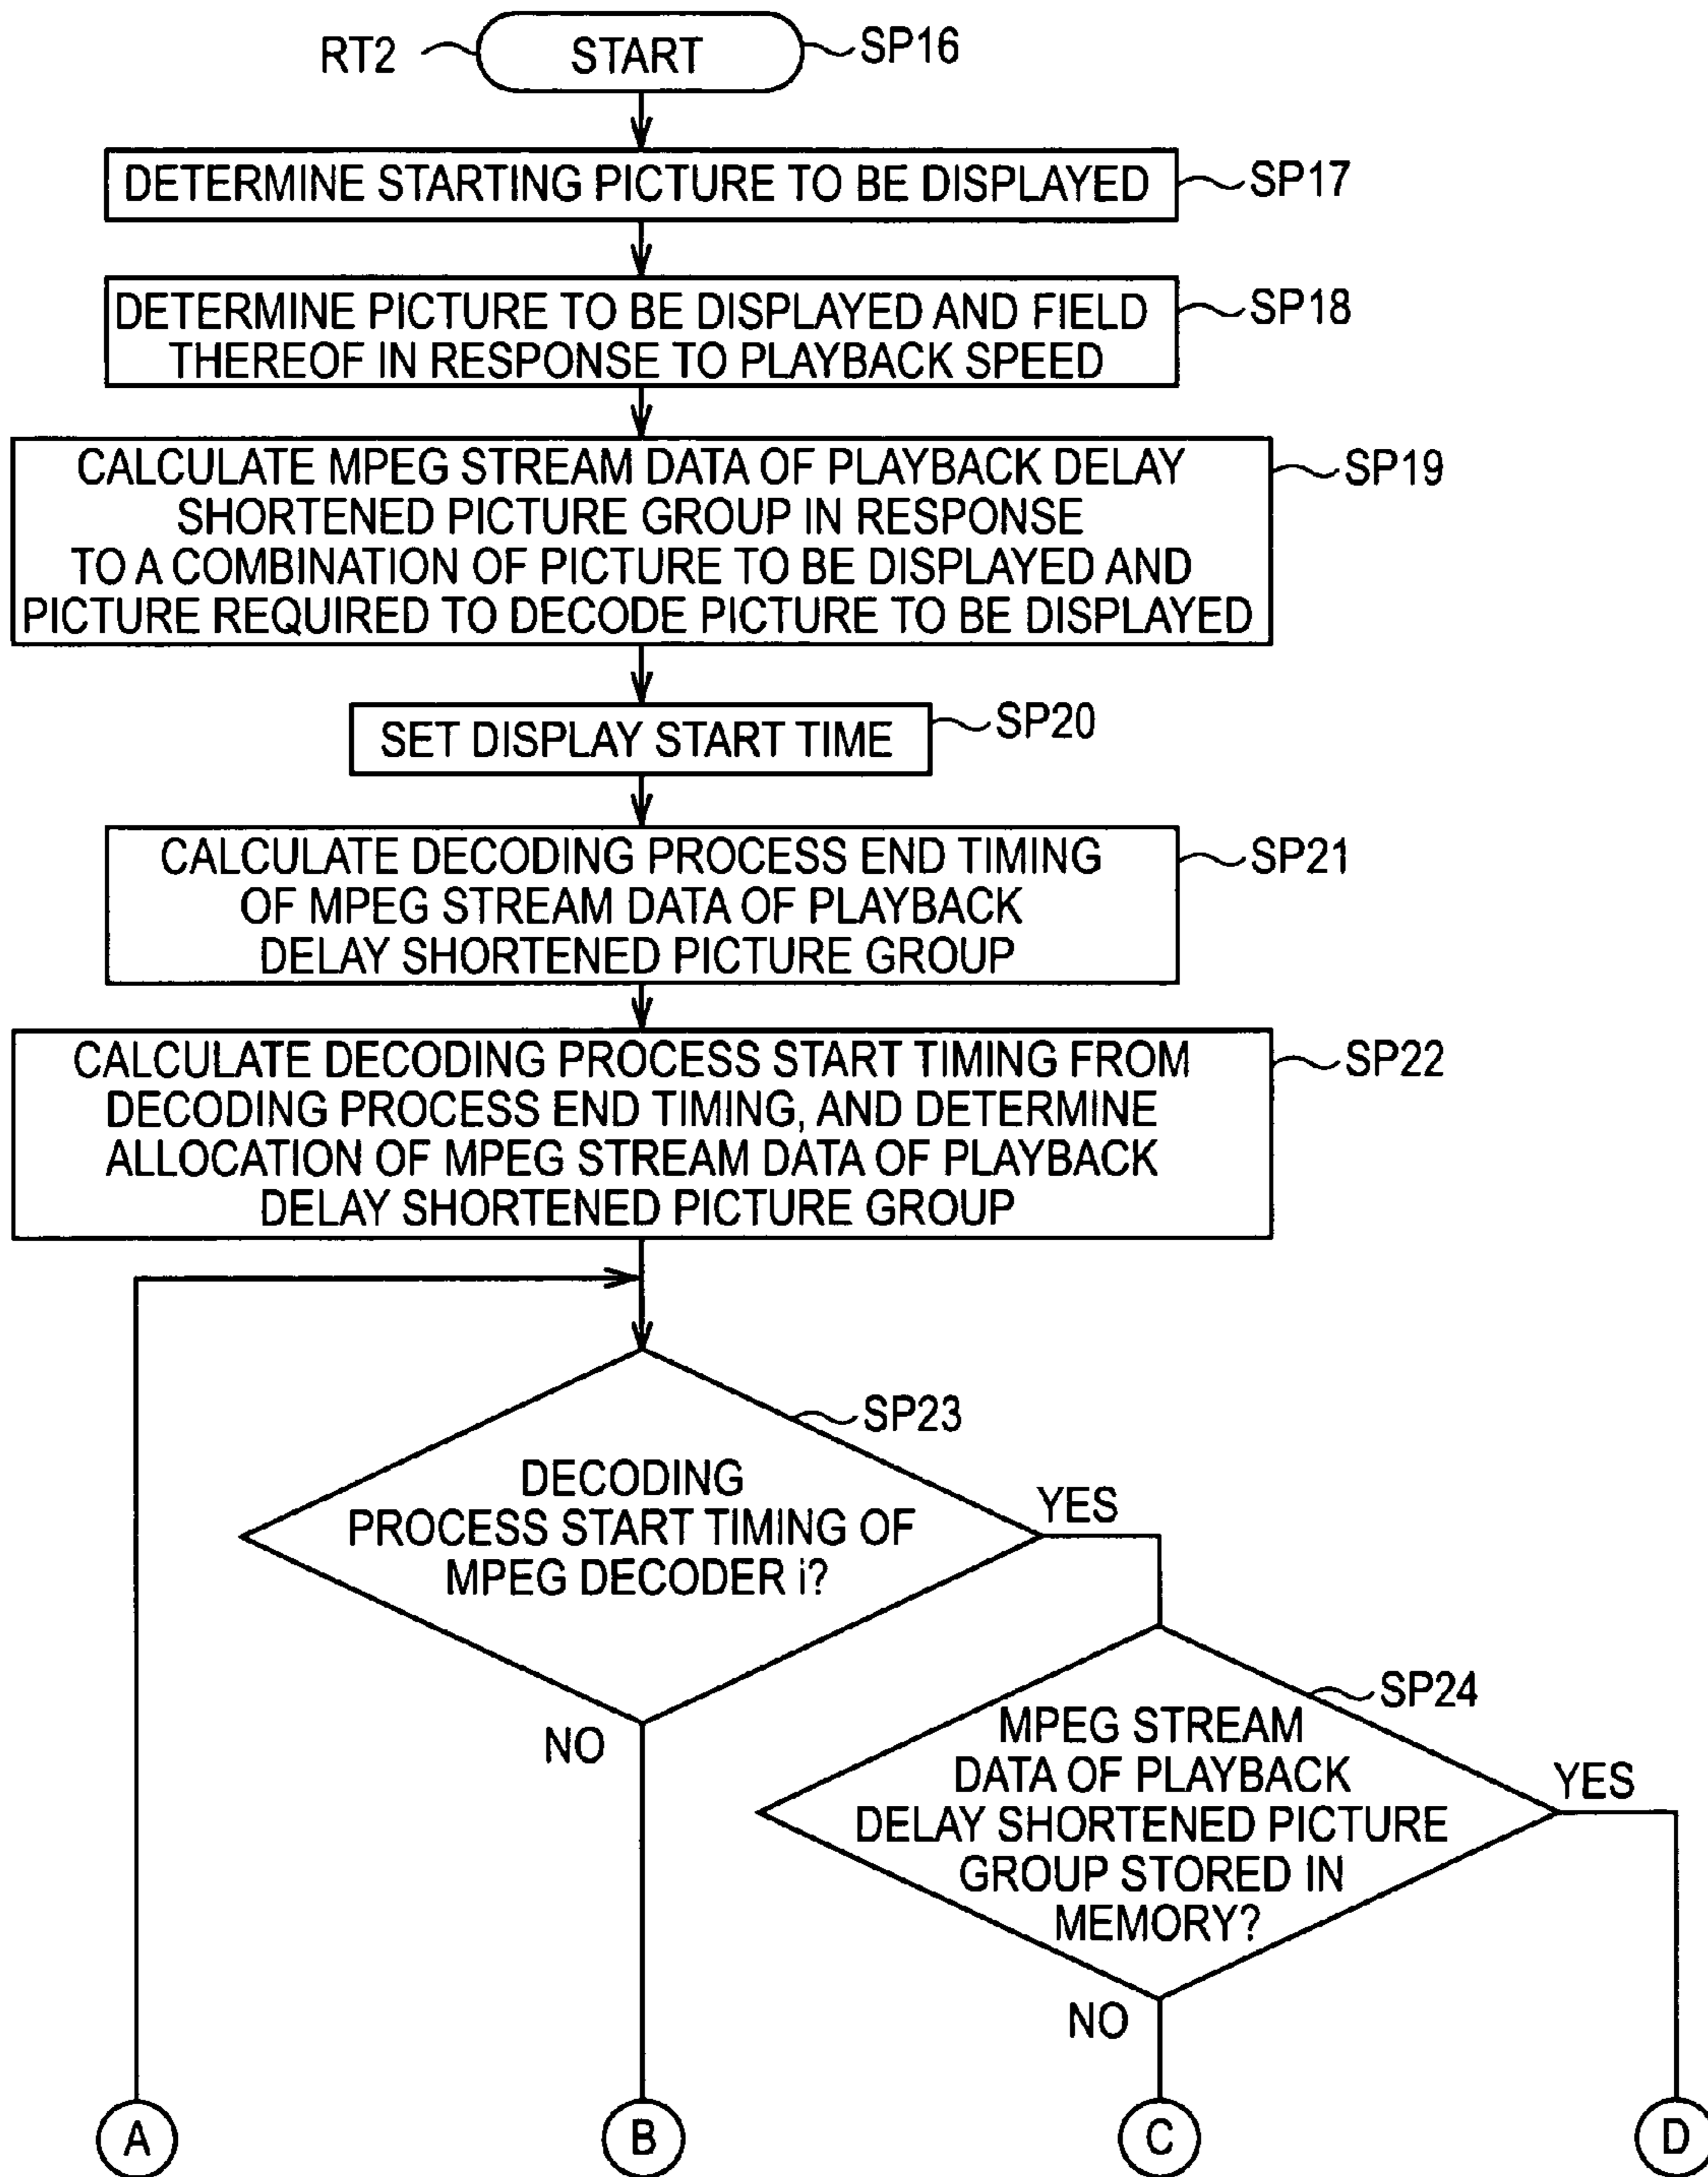 RT2
START
SP16
DETERMINE STARTING PICTURE TO BE DISPLAYED
SP17
DETERMINE PICTURE TO BE DISPLAYED AND FIELD
THEREOF IN RESPONSE TO PLAYBACK SPEED
SP18
CALCULATE MPEG STREAM DATA OF PLAYBACK DELAY
SHORTENED PICTURE GROUP IN RESPONSE
TO A COMBINATION OF PICTURE TO BE DISPLAYED AND
PICTURE REQUIRED TO DECODE PICTURE TO BE DISPLAYED
SP19
SET DISPLAY START TIME
SP20
CALCULATE DECODING PROCESS END TIMING
OF MPEG STREAM DATA OF PLAYBACK
DELAY SHORTENED PICTURE GROUP
SP21
CALCULATE DECODING PROCESS START TIMING FROM
DECODING PROCESS END TIMING, AND DETERMINE
ALLOCATION OF MPEG STREAM DATA OF PLAYBACK
DELAY SHORTENED PICTURE GROUP
SP22
SP23
DECODING
PROCESS START TIMING OF
MPEG DECODER i?
YES
NO
SP24
MPEG STREAM
DATA OF PLAYBACK
DELAY SHORTENED PICTURE
GROUP STORED IN
MEMORY?
YES
NO
A
B
C
D